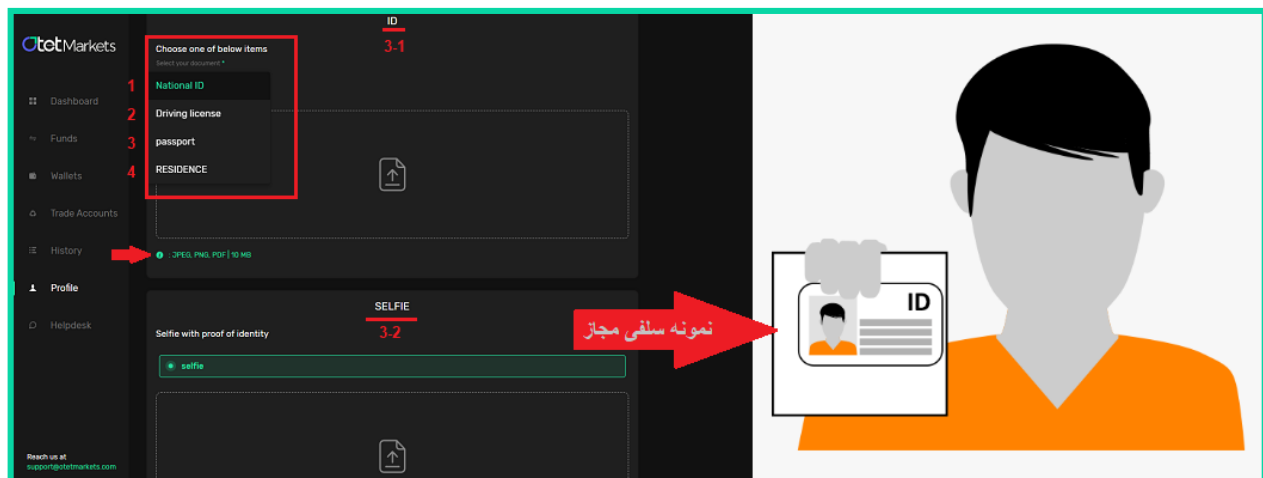 OtetMarkets
Dashboard
Funds
Wallets
Trade Accounts
History
Profile
Helpdesk
Reach us at
support@otetmarkets.com
ID
3-1
Choose one of below items
Select your document *
1 National ID
2 Driving license
3 passport
4 RESIDENCE
: JPEG, PNG, PDF | 10 MB
SELFIE
3-2
Selfie with proof of identity
selfie
نمونه سلفی مجاز
ID